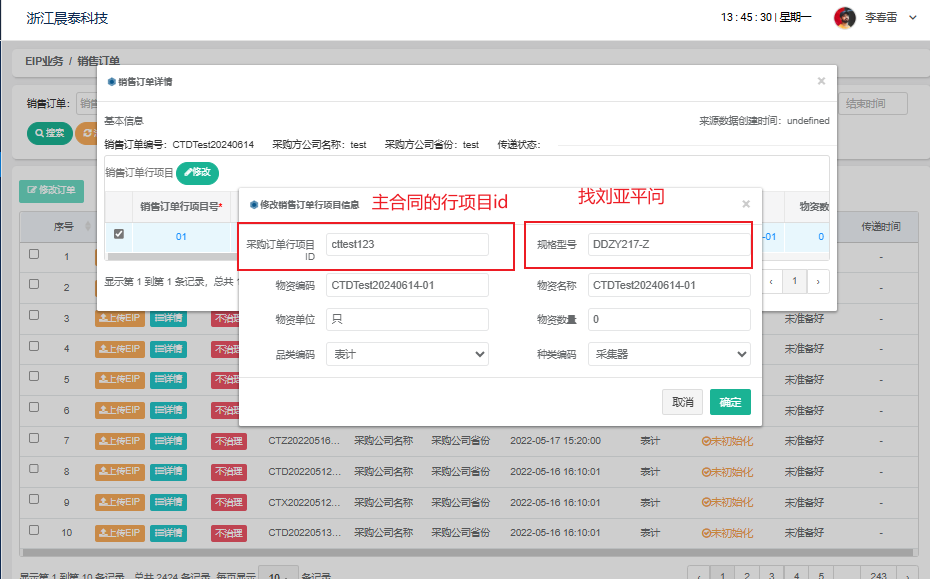 浙江晨泰科技
13 : 45 : 30 | 星期一
李春雷
EIP业务 / 销售订单
销售订单详情
×
销售订单:
销售
结束时间
搜索
基本信息
来源数据创建时间: undefined
销售订单编号: CTDTest20240614 采购方公司名称: test 采购方公司省份: test 传递状态:
销售订单行项目
修改
修改订单
序号
销售订单行项目号*
物资数
传递时间
01
-01
0
修改销售订单行项目信息
主合同的行项目id
找刘亚平问
×
采购订单行项目ID
cttest123
规格型号
DDZY217-Z
物资编码
CTDTest20240614-01
物资名称
CTDTest20240614-01
物资单位
只
物资数量
0
品类编码
表计
种类编码
采集器
取消
确定
显示第 1 到第 1 条记录, 总共 1
‹ 1 ›
1 -
2 -
3 上传EIP 详情 不治理 未准备好 -
4 上传EIP 详情 不治理 未准备好 -
5 上传EIP 详情 不治理 未准备好 -
6 上传EIP 详情 不治理 未准备好 -
7 上传EIP 详情 不治理 CTZ20220516... 采购公司名称 采购公司省份 2022-05-17 15:20:00 表计 未初始化 未准备好 -
8 上传EIP 详情 不治理 CTD20220512... 采购公司名称 采购公司省份 2022-05-16 16:10:01 表计 未初始化 未准备好 -
9 上传EIP 详情 不治理 CTX20220512... 采购公司名称 采购公司省份 2022-05-16 16:10:01 表计 未初始化 未准备好 -
10 上传EIP 详情 不治理 CTD20220513... 采购公司名称 采购公司省份 2022-05-16 16:10:01 表计 未初始化 未准备好 -
显示第 1 到第 10 条记录, 总共 2424 条记录 每页显示 10 条记录
‹ 1 2 3 4 5 243 ›